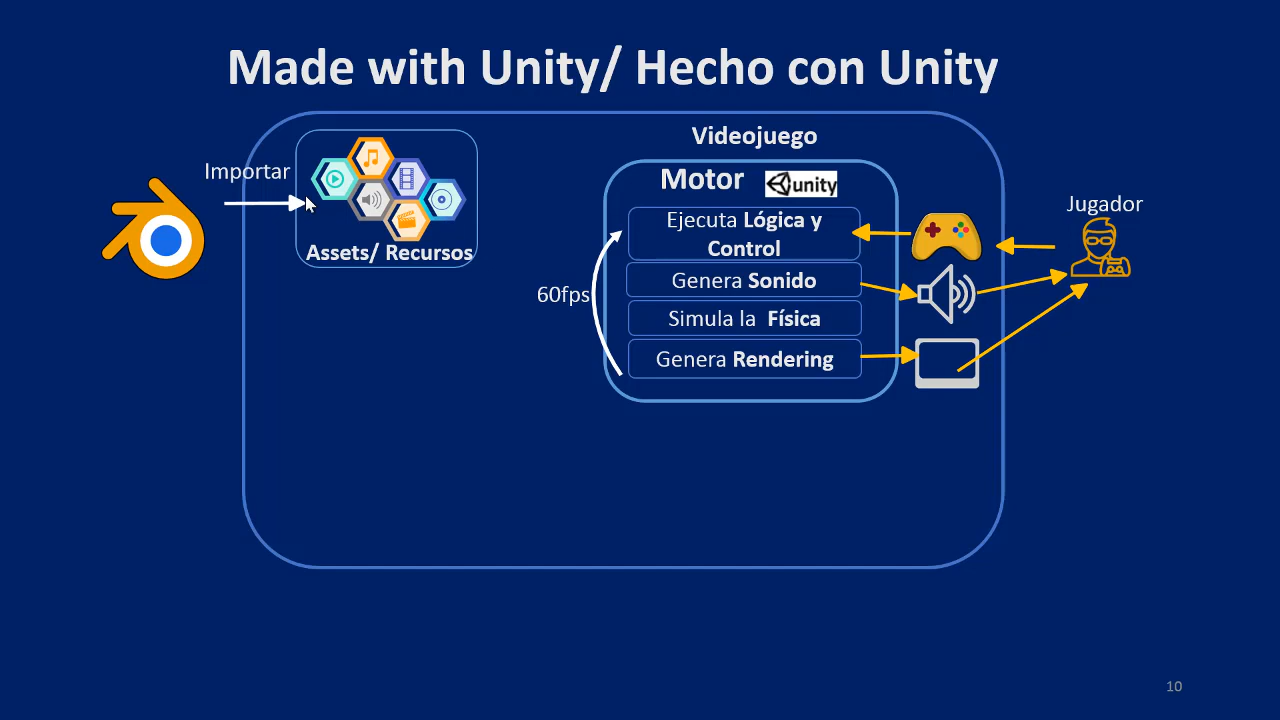 Made with Unity/ Hecho con Unity
Videojuego
Importar
Assets/ Recursos
Motor
unity
Ejecuta Lógica y
Control
Genera Sonido
Simula la Física
Genera Rendering
60fps
Jugador
10